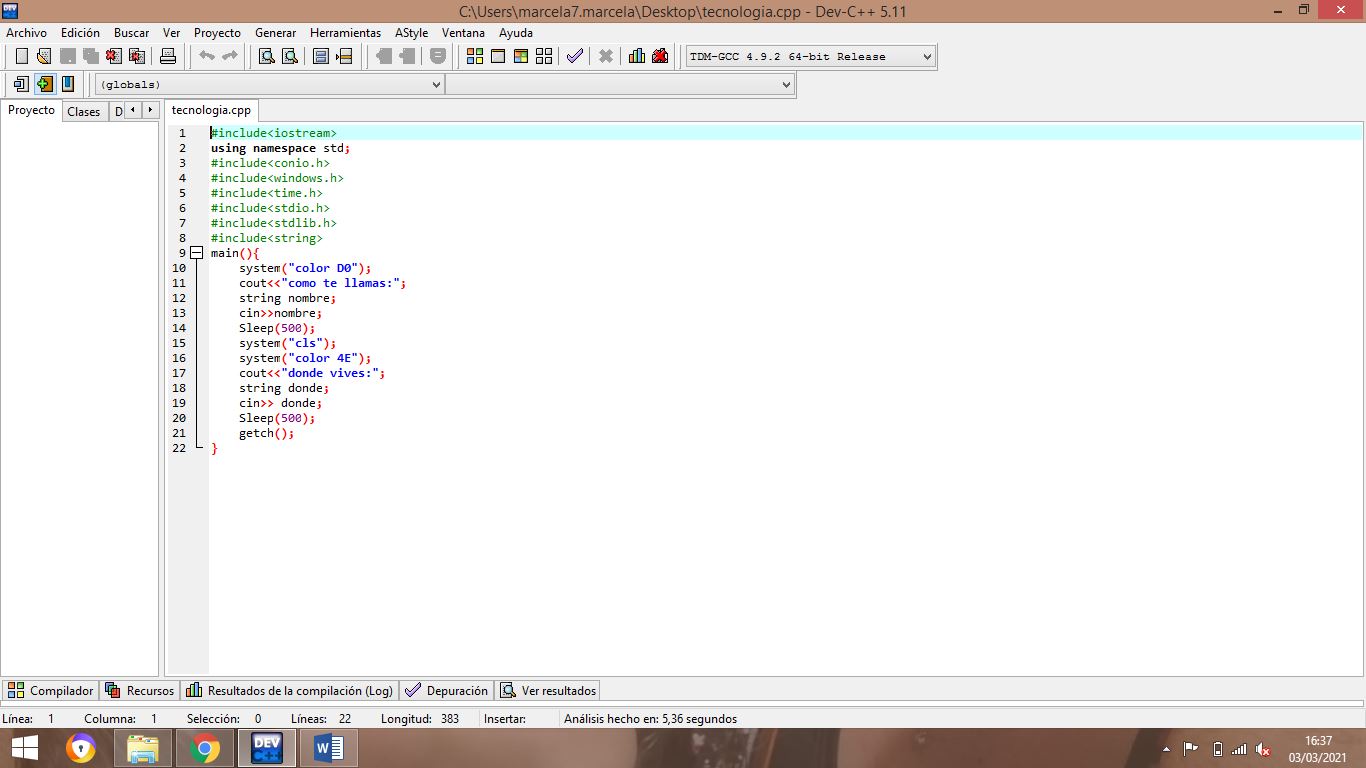 C:\Users\marcela7.marcela\Desktop\tecnologia.cpp - Dev-C++ 5.11
Archivo Edición Buscar Ver Proyecto Generar Herramientas AStyle Ventana Ayuda
TDM-GCC 4.9.2 64-bit Release
(globals)
Proyecto Clases D tecnologia.cpp
1 #include<iostream>
2 using namespace std;
3 #include<conio.h>
4 #include<windows.h>
5 #include<time.h>
6 #include<stdio.h>
7 #include<stdlib.h>
8 #include<string>
9 main(){
10 system("color D0");
11 cout<<"como te llamas:";
12 string nombre;
13 cin>>nombre;
14 Sleep(500);
15 system("cls");
16 system("color 4E");
17 cout<<"donde vives:";
18 string donde;
19 cin>> donde;
20 Sleep(500);
21 getch();
22 }
Compilador Recursos Resultados de la compilación (Log) Depuración Ver resultados
Línea: 1 Columna: 1 Selección: 0 Líneas: 22 Longitud: 383 Insertar: Análisis hecho en: 5,36 segundos
DEV C++ W 16:37
03/03/2021